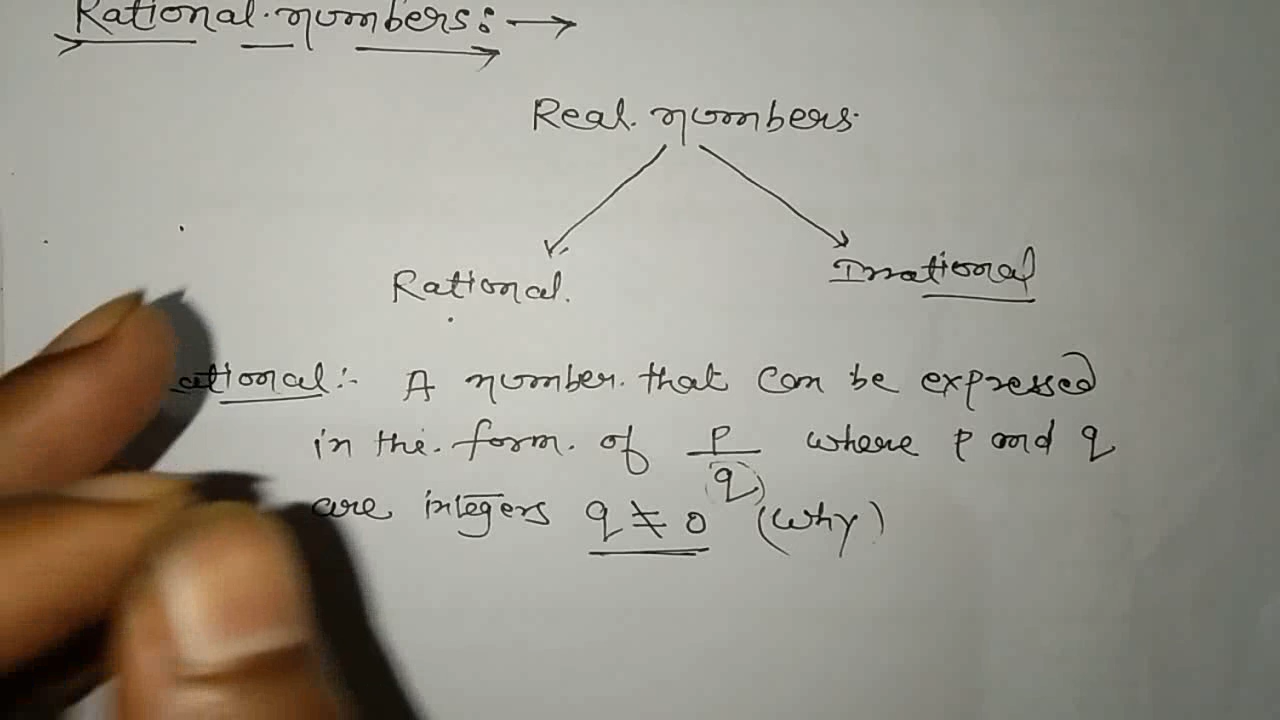 Rational numbers:→
Real numbers.
Rational. Irrational
ational:- A number that can be expressed
in the form of p/q where p and q
are integers q ≠ 0 (why)